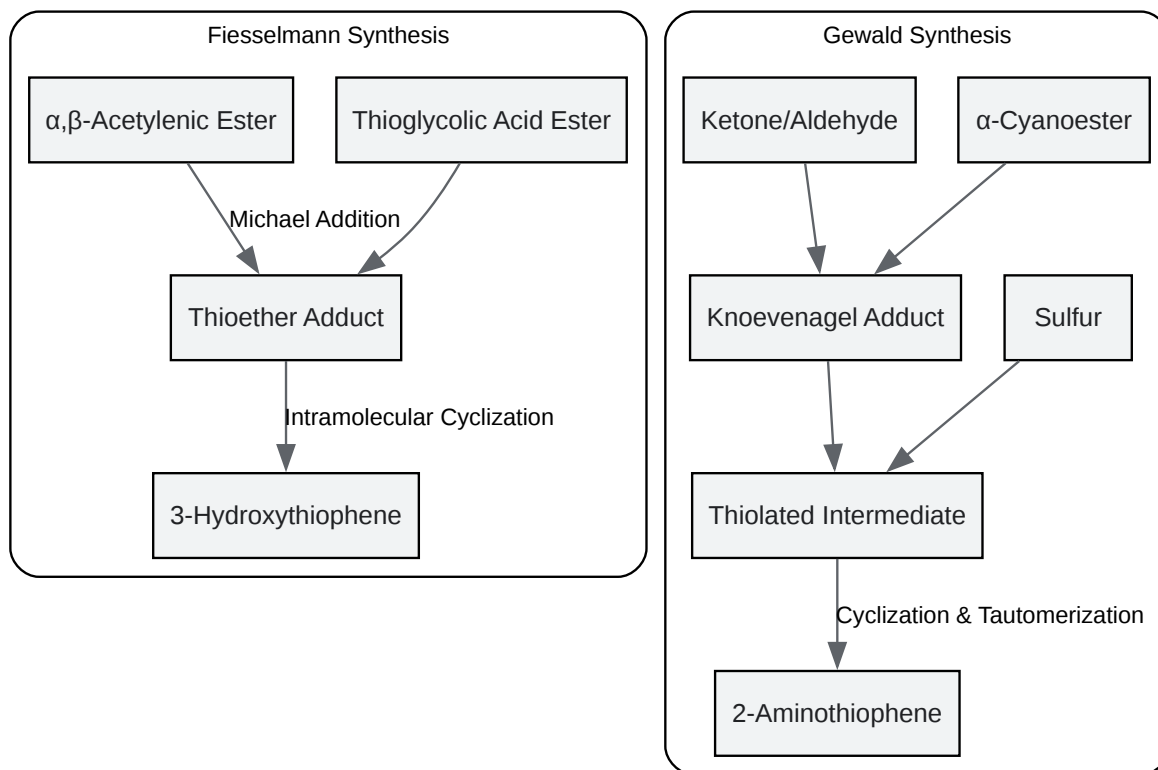 Fiesselmann Synthesis
α,β-Acetylenic Ester
Thioglycolic Acid Ester
Michael Addition
Thioether Adduct
Intramolecular Cyclization
3-Hydroxythiophene
Gewald Synthesis
Ketone/Aldehyde
α-Cyanoester
Knoevenagel Adduct
Sulfur
Thiolated Intermediate
Cyclization & Tautomerization
2-Aminothiophene